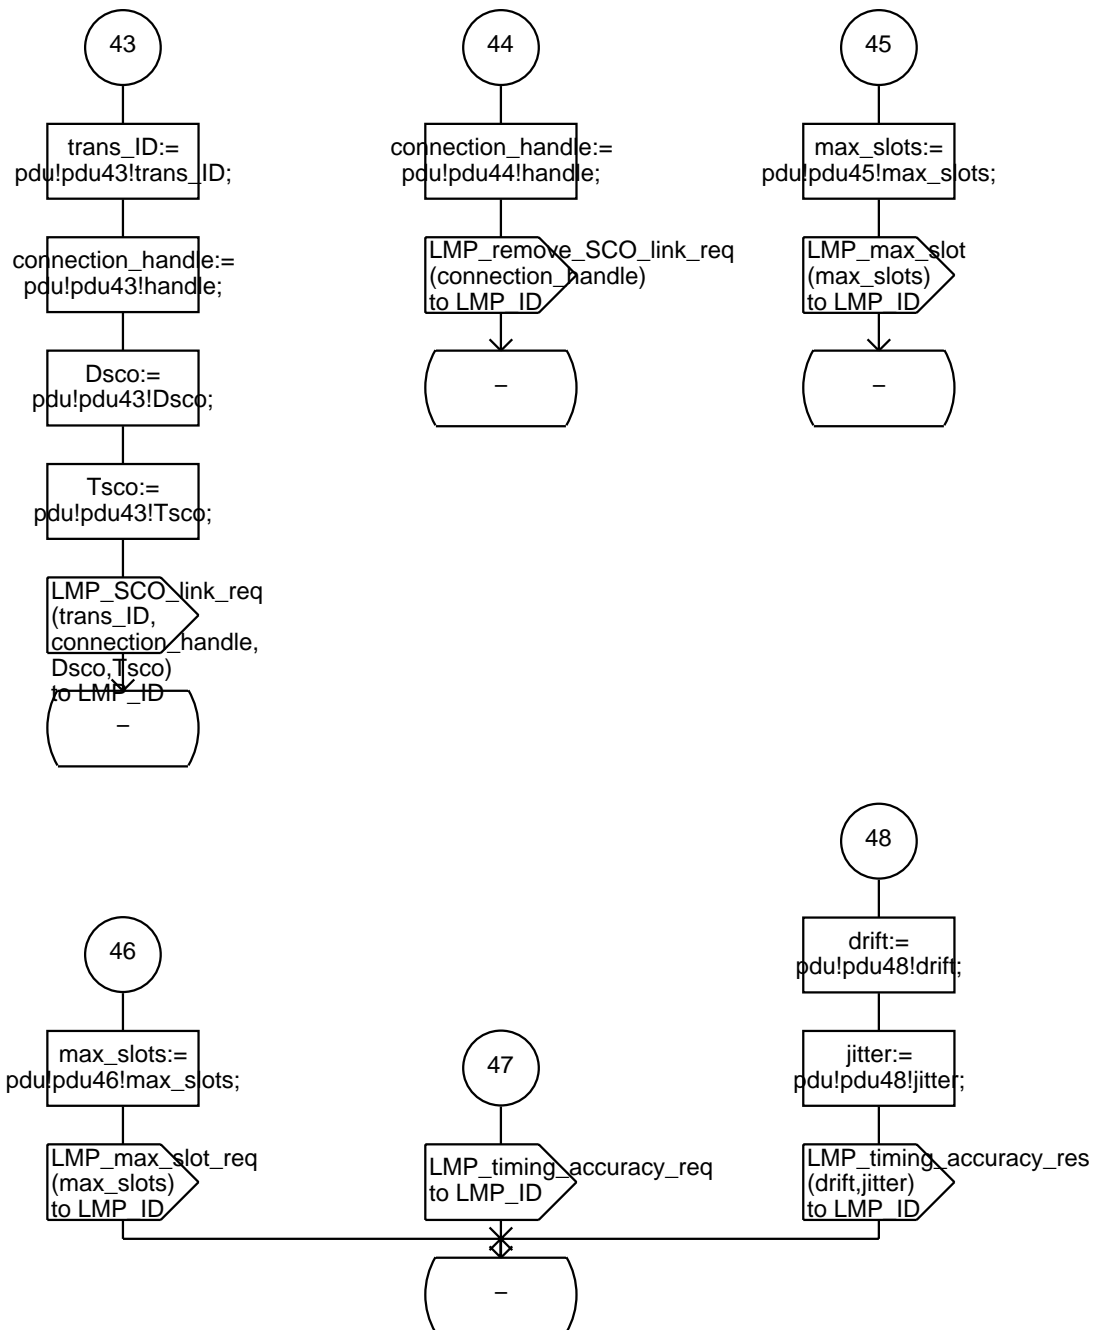 43
trans_ID:=
pdu!pdu43!trans_ID;
connection_handle:=
pdu!pdu43!handle;
Dsco:=
pdu!pdu43!Dsco;
Tsco:=
pdu!pdu43!Tsco;
LMP_SCO_link_req
(trans_ID,
connection_handle,
Dsco,Tsco)
to LMP_ID
–
44
connection_handle:=
pdu!pdu44!handle;
LMP_remove_SCO_link_req
(connection_handle)
to LMP_ID
–
45
max_slots:=
pdu!pdu45!max_slots;
LMP_max_slot
(max_slots)
to LMP_ID
–
46
max_slots:=
pdu!pdu46!max_slots;
LMP_max_slot_req
(max_slots)
to LMP_ID
47
LMP_timing_accuracy_req
to LMP_ID
–
48
drift:=
pdu!pdu48!drift;
jitter:=
pdu!pdu48!jitter;
LMP_timing_accuracy_res
(drift,jitter)
to LMP_ID